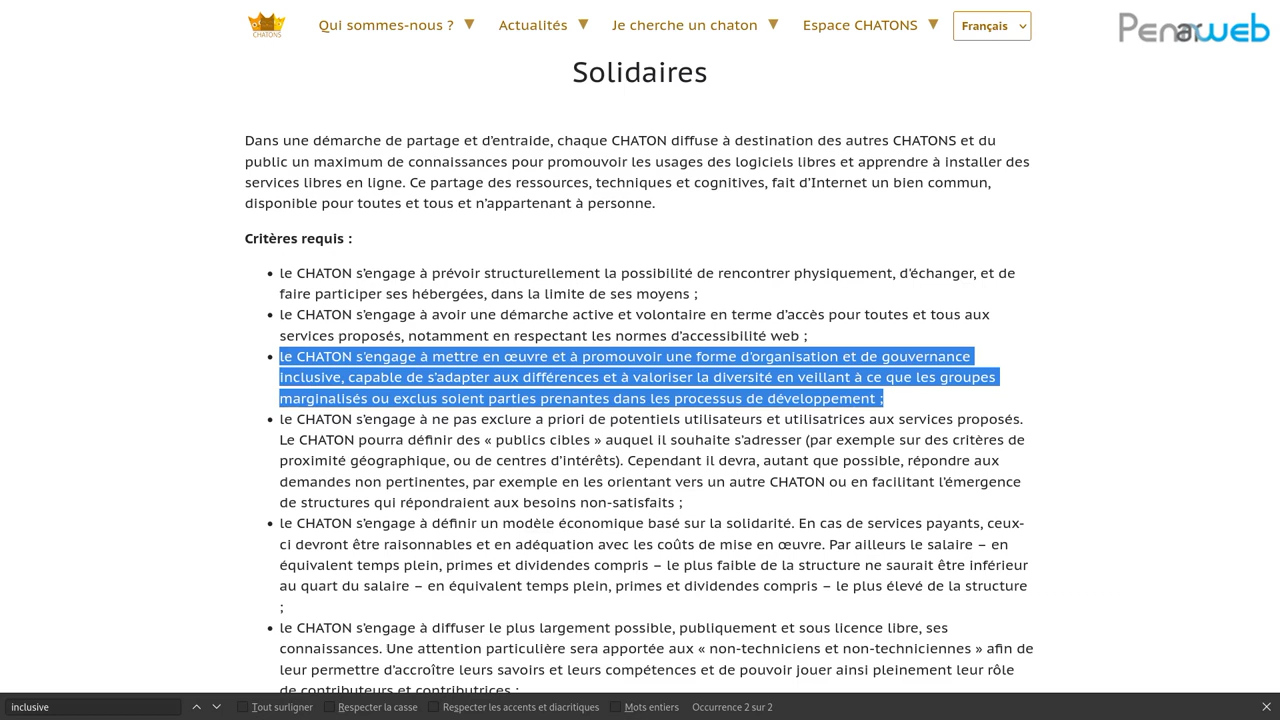 CHATONS
Qui sommes-nous ? ▼ Actualités ▼ Je cherche un chaton ▼ Espace CHATONS ▼ Français
Penarweb
Solidaires
Dans une démarche de partage et d’entraide, chaque CHATON diffuse à destination des autres CHATONS et du
public un maximum de connaissances pour promouvoir les usages des logiciels libres et apprendre à installer des
services libres en ligne. Ce partage des ressources, techniques et cognitives, fait d’Internet un bien commun,
disponible pour toutes et tous et n’appartenant à personne.
Critères requis :
• le CHATON s’engage à prévoir structurellement la possibilité de rencontrer physiquement, d’échanger, et de
faire participer ses hébergées, dans la limite de ses moyens ;
• le CHATON s’engage à avoir une démarche active et volontaire en terme d’accès pour toutes et tous aux
services proposés, notamment en respectant les normes d’accessibilité web ;
• le CHATON s’engage à mettre en œuvre et à promouvoir une forme d’organisation et de gouvernance
inclusive, capable de s’adapter aux différences et à valoriser la diversité en veillant à ce que les groupes
marginalisés ou exclus soient parties prenantes dans les processus de développement ;
• le CHATON s’engage à ne pas exclure a priori de potentiels utilisateurs et utilisatrices aux services proposés.
Le CHATON pourra définir des « publics cibles » auquel il souhaite s’adresser (par exemple sur des critères de
proximité géographique, ou de centres d’intérêts). Cependant il devra, autant que possible, répondre aux
demandes non pertinentes, par exemple en les orientant vers un autre CHATON ou en facilitant l’émergence
de structures qui répondraient aux besoins non-satisfaits ;
• le CHATON s’engage à définir un modèle économique basé sur la solidarité. En cas de services payants, ceux-
ci devront être raisonnables et en adéquation avec les coûts de mise en œuvre. Par ailleurs le salaire – en
équivalent temps plein, primes et dividendes compris – le plus faible de la structure ne saurait être inférieur
au quart du salaire – en équivalent temps plein, primes et dividendes compris – le plus élevé de la structure
;
• le CHATON s’engage à diffuser le plus largement possible, publiquement et sous licence libre, ses
connaissances. Une attention particulière sera apportée aux « non-techniciens et non-techniciennes » afin de
leur permettre d’accroître leurs savoirs et leurs compétences et de pouvoir jouer ainsi pleinement leur rôle
de contributeurs et contributrices ;
inclusive Tout surligner Respecter la casse Respecter les accents et diacritiques Mots entiers Occurrence 2 sur 2